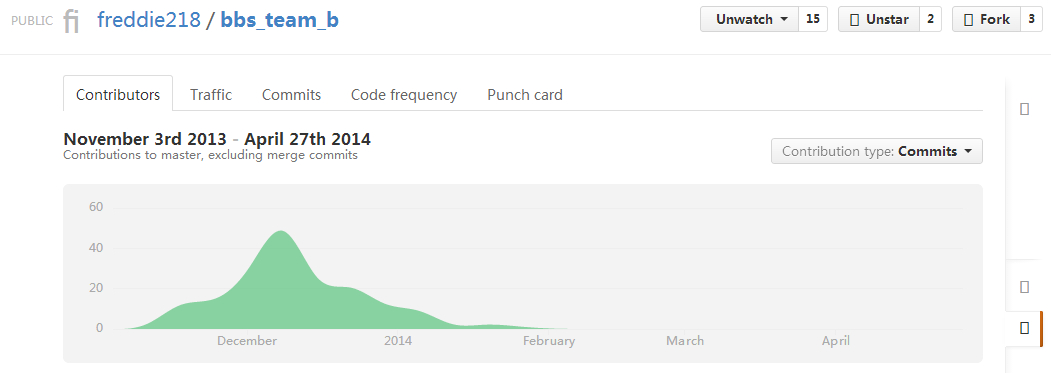 PUBLIC fi freddie218 / bbs_team_b Unwatch 15 Unstar 2 Fork 3
Contributors Traffic Commits Code frequency Punch card
November 3rd 2013 - April 27th 2014
Contributions to master, excluding merge commits
Contribution type: Commits
60
40
20
0
December 2014 February March April